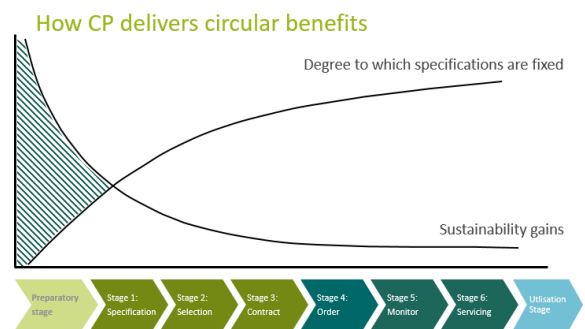 How CP delivers circular benefits
Degree to which specifications are fixed
Sustainability gains
Preparatory
stage
Stage 1:
Specification
Stage 2:
Selection
Stage 3:
Contract
Stage 4:
Order
Stage 5:
Monitor
Stage 6:
Servicing
Utlisation
Stage